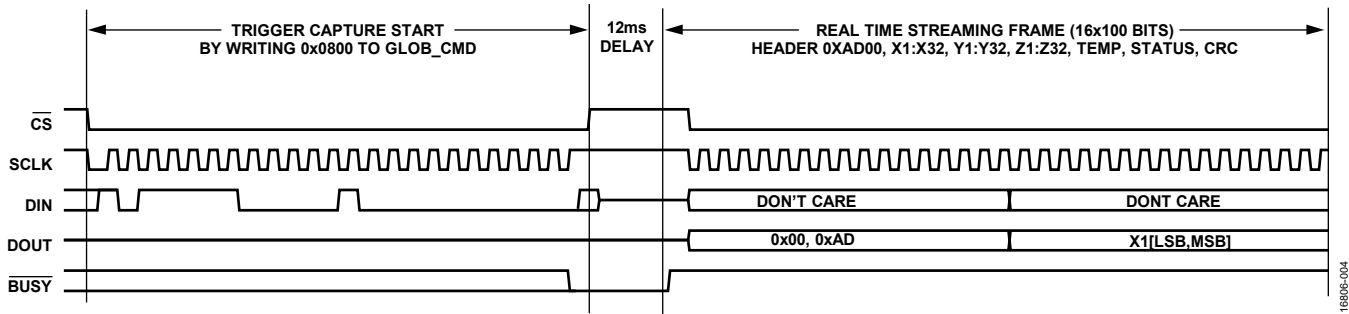 TRIGGER CAPTURE START
BY WRITING 0x0800 TO GLOB_CMD
12ms
DELAY
REAL TIME STREAMING FRAME (16x100 BITS)
HEADER 0XAD00, X1:X32, Y1:Y32, Z1:Z32, TEMP, STATUS, CRC
CS
SCLK
DIN
DON'T CARE
DONT CARE
DOUT
0x00, 0xAD
X1[LSB,MSB]
BUSY
16806-004